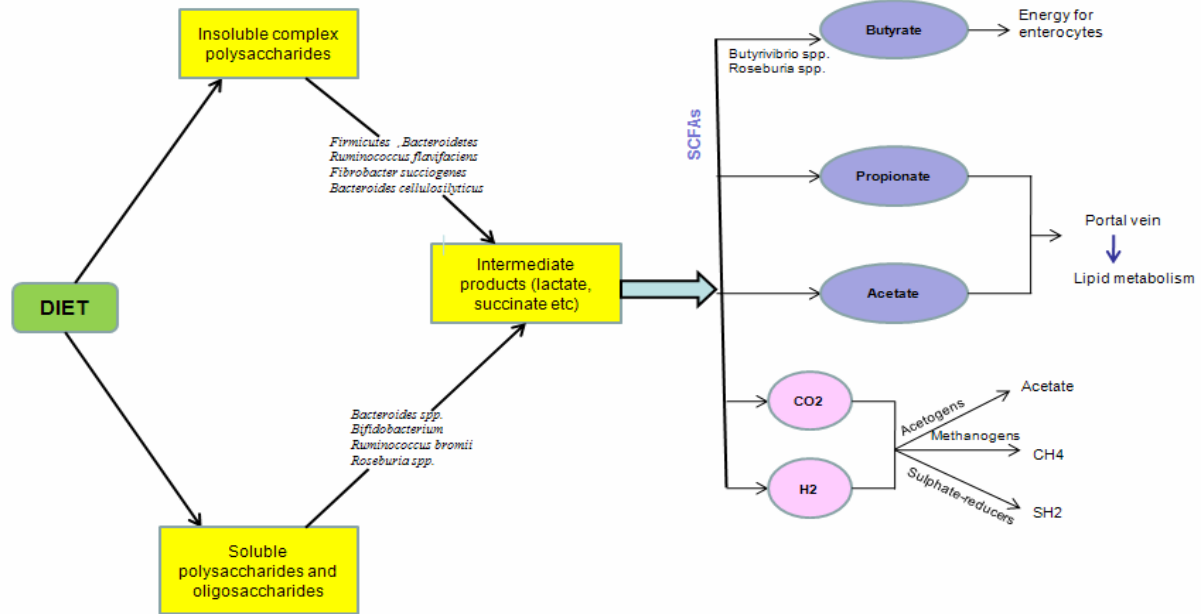 Insoluble complex
polysaccharides
Firmicutes ,Bacteroidetes
Ruminococcus flavifaciens
Fibrobacter succiogenes
Bacteroides cellulosilyticus
DIET
Intermediate
products (lactate,
succinate etc)
Bacteroides spp.
Bifidobacterium
Ruminococcus bromii
Roseburia spp.
Soluble
polysaccharides and
oligosaccharides
SCFAs
Butyrivibrio spp.
Roseburia spp.
Butyrate
Energy for
enterocytes
Propionate
Acetate
Portal vein
Lipid metabolism
CO2
H2
Acetogens
Methanogens
Sulphate-reducers
Acetate
CH4
SH2